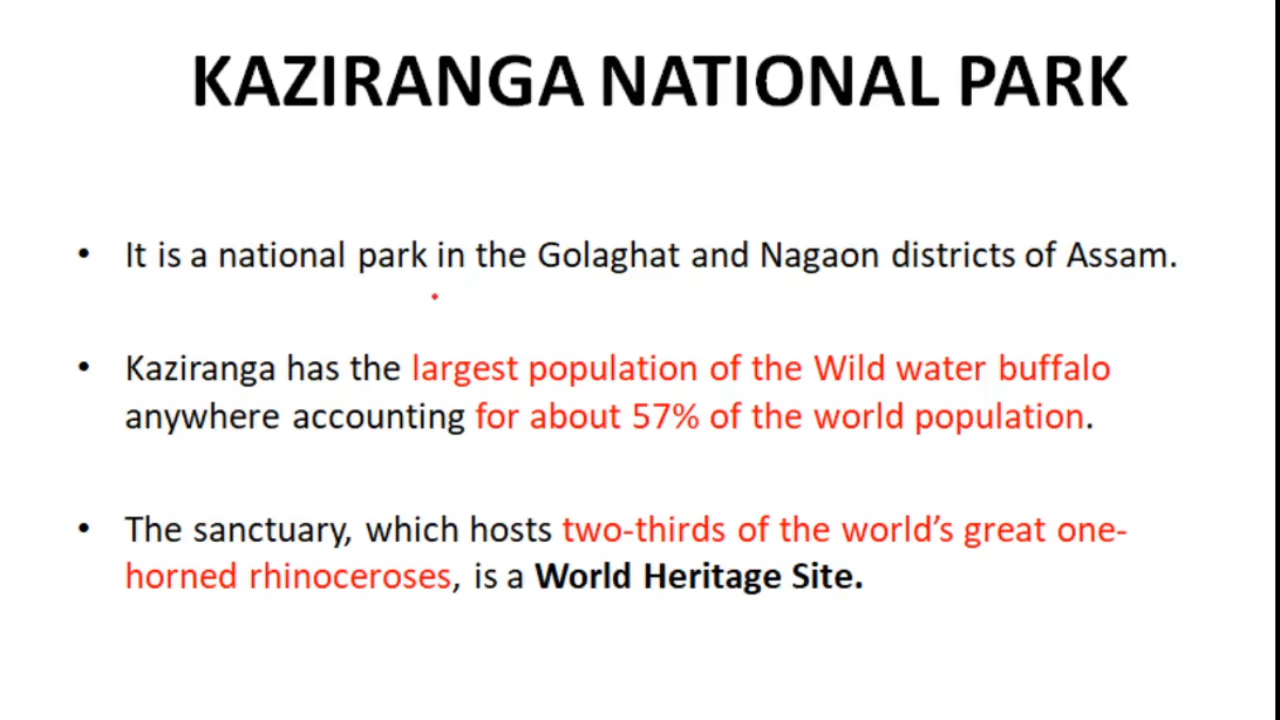 KAZIRANGA NATIONAL PARK
• It is a national park in the Golaghat and Nagaon districts of Assam.
• Kaziranga has the largest population of the Wild water buffalo
anywhere accounting for about 57% of the world population.
• The sanctuary, which hosts two-thirds of the world’s great one-
horned rhinoceroses, is a World Heritage Site.